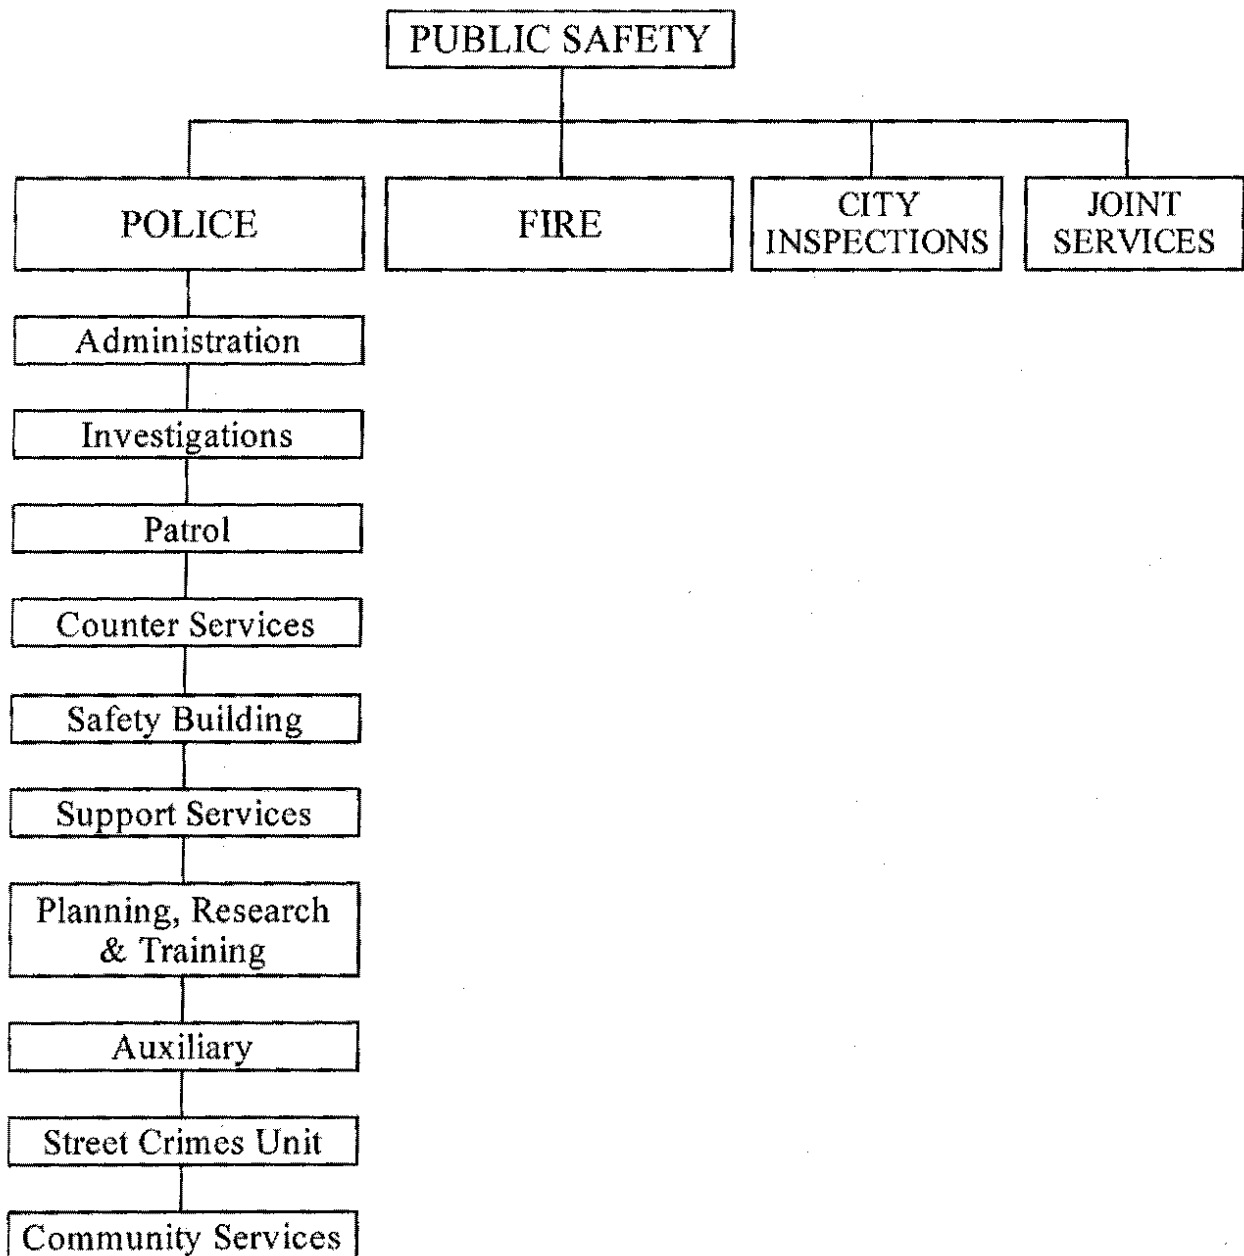 PUBLIC SAFETY
POLICE
FIRE
CITY
INSPECTIONS
JOINT
SERVICES
Administration
Investigations
Patrol
Counter Services
Safety Building
Support Services
Planning, Research
& Training
Auxiliary
Street Crimes Unit
Community Services